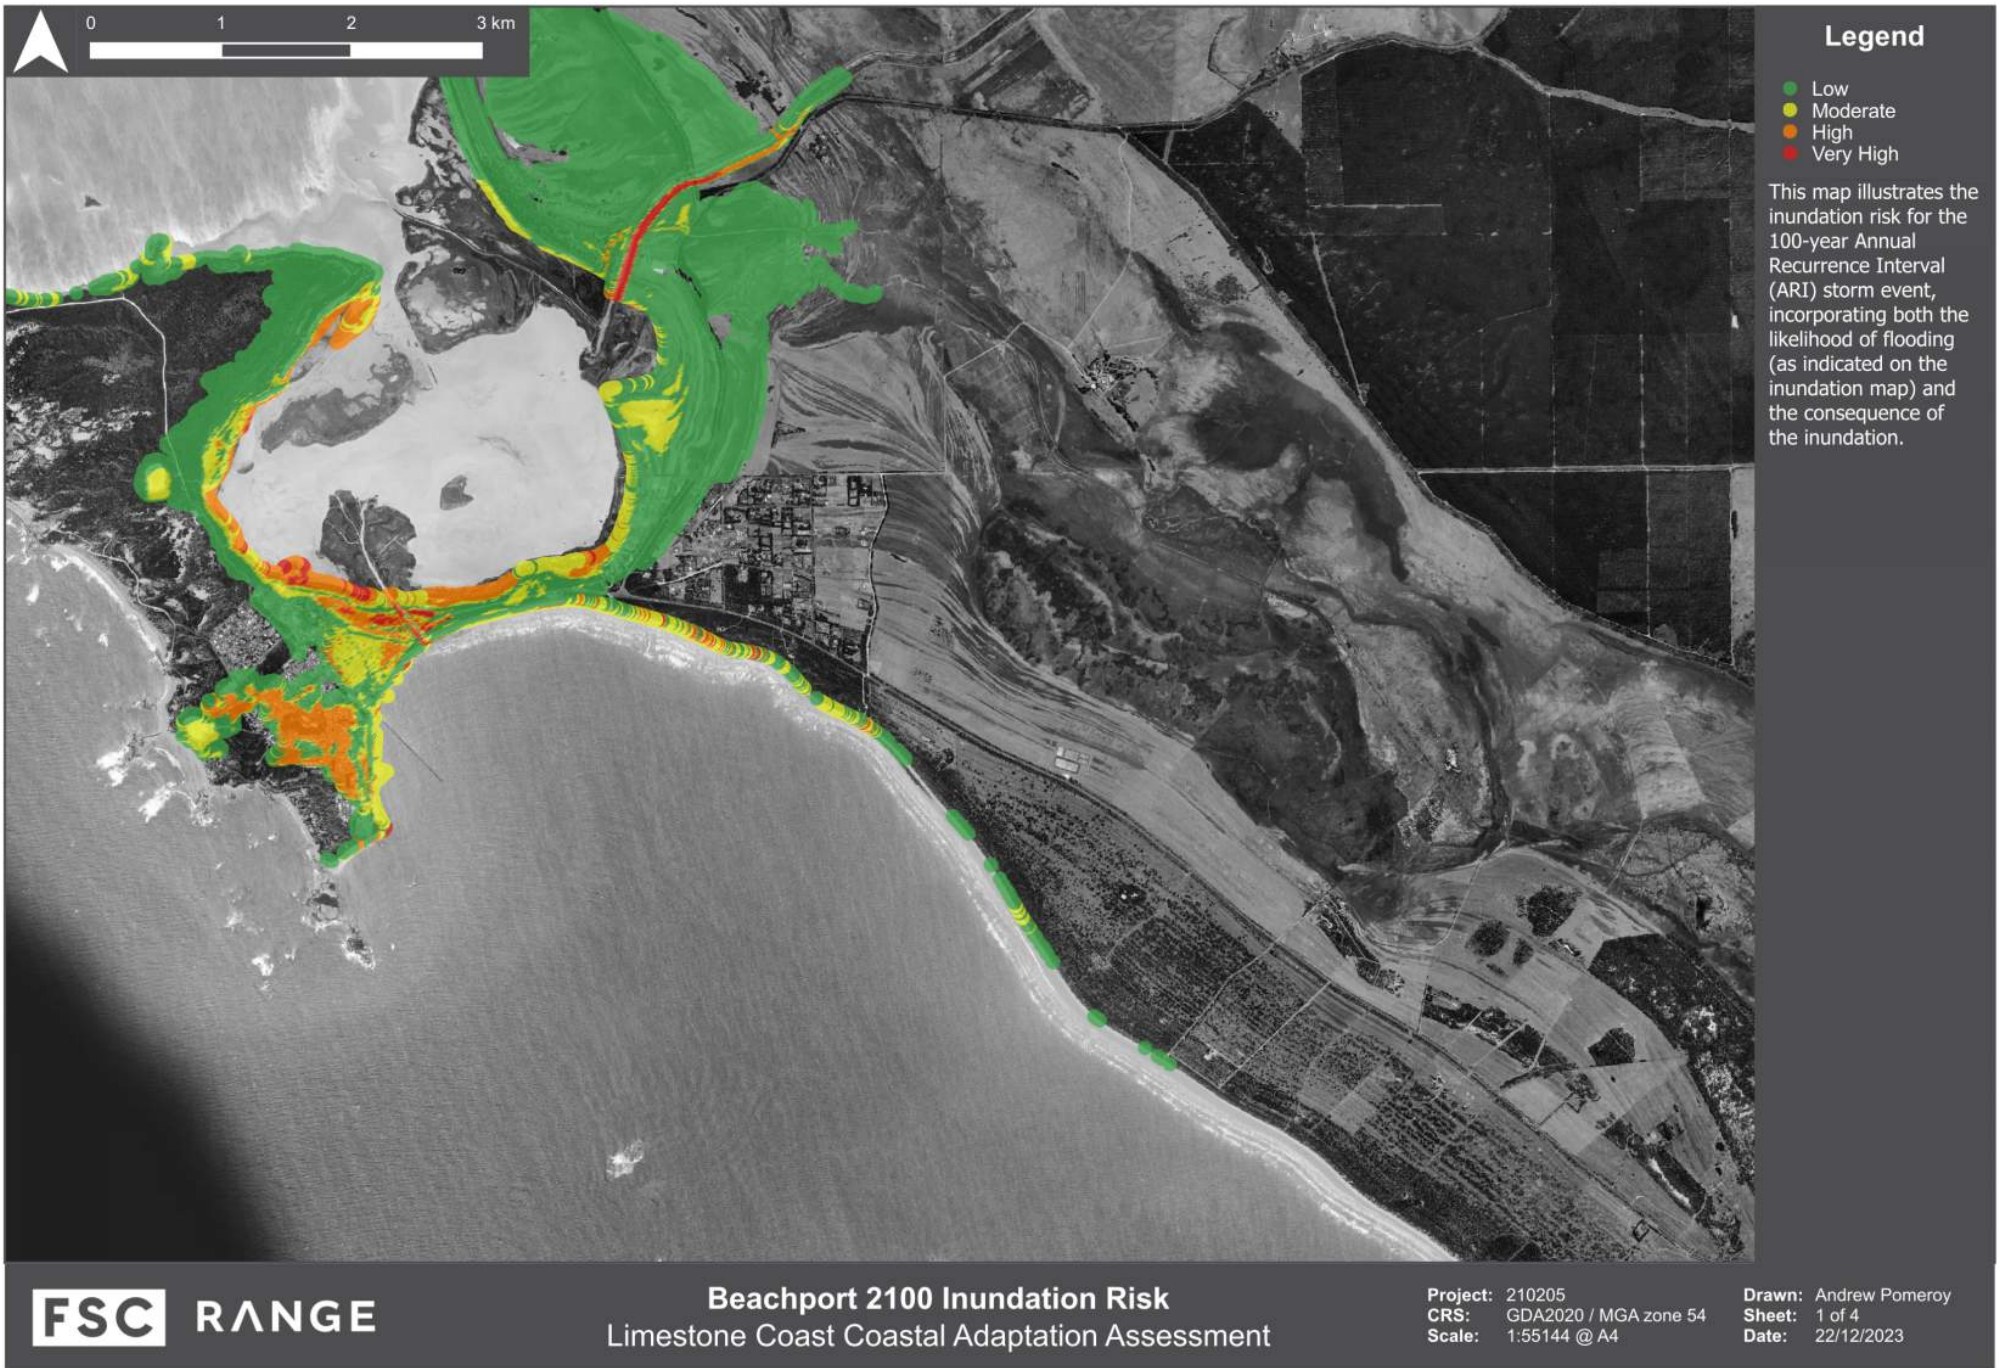 0 1 2 3 km
Legend
Low
Moderate
High
Very High
This map illustrates the
inundation risk for the
100-year Annual
Recurrence Interval
(ARI) storm event,
incorporating both the
likelihood of flooding
(as indicated on the
inundation map) and
the consequence of
the inundation.
FSC RΛNGE
Beachport 2100 Inundation Risk
Limestone Coast Coastal Adaptation Assessment
Project: 210205
CRS: GDA2020 / MGA zone 54
Scale: 1:55144 @ A4
Drawn: Andrew Pomeroy
Sheet: 1 of 4
Date: 22/12/2023